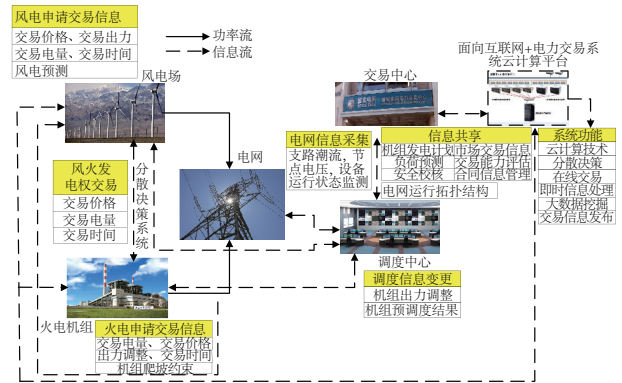 风电申请交易信息
交易价格、交易出力
交易电量、交易时间
风电预测
功率流
信息流
风电场
交易中心
面向互联网+电力交易系
统云计算平台
电网信息采集
支路潮流，节
点电压，设备
运行状态监测
信息共享
机组发电计划市场交易信息
负荷预测
交易能力评估
安全校核
合同信息管理
系统功能
云计算技术
分散决策
在线交易
即时信息处理
大数据挖掘
交易信息发布
风火发
电权交易
交易价格
交易电量
交易时间
分散决策系统
电网
电网运行拓扑结构
调度中心
调度信息变更
机组出力调整
机组预调度结果
火电机组
火电申请交易信息
交易电量、交易价格
出力调整、交易时间
机组爬坡约束